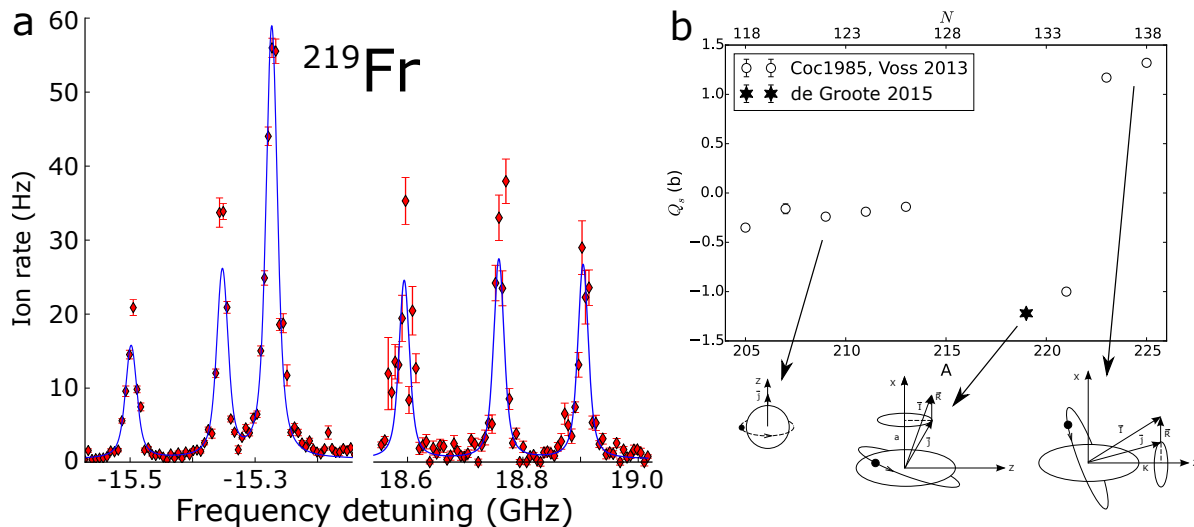 a
60
50
40
30
20
10
0
Ion rate (Hz)
²¹⁹Fr
-15.5
-15.3
18.6
18.8
19.0
Frequency detuning (GHz)
b
N
118
123
128
133
138
1.5
1.0
0.5
0.0
−0.5
−1.0
−1.5
Qₛ (b)
Coc1985, Voss 2013
de Groote 2015
205
210
215
220
225
A
z
j
x
I
R
a
j
z
x
I
j
R
K
z